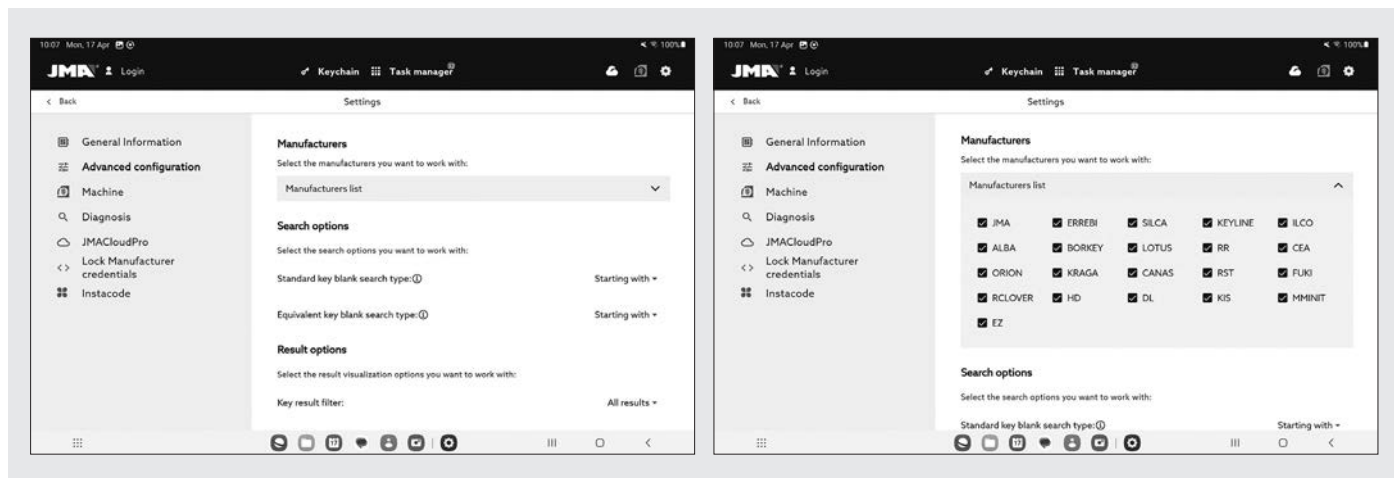 10:07 Mon, 17 Apr 100%
JMA Login Keychain Task manager
< Back Settings
General Information
Advanced configuration
Machine
Diagnosis
JMACloudPro
Lock Manufacturer
credentials
Instacode
Manufacturers
Select the manufacturers you want to work with:
Manufacturers list
Search options
Select the search options you want to work with:
Standard key blank search type: Starting with
Equivalent key blank search type: Starting with
Result options
Select the result visualization options you want to work with:
Key result filter: All results
17
10:07 Mon, 17 Apr 100%
JMA Login Keychain Task manager
< Back Settings
General Information
Advanced configuration
Machine
Diagnosis
JMACloudPro
Lock Manufacturer
credentials
Instacode
Manufacturers
Select the manufacturers you want to work with:
Manufacturers list
JMA ERREBI SILCA KEYLINE ILCO
ALBA BORKEY LOTUS RR CEA
ORION KRAGA CANAS RST FUKI
RCLOVER HD DL KIS MMINIT
EZ
Search options
Select the search options you want to work with:
Standard key blank search type: Starting with
17